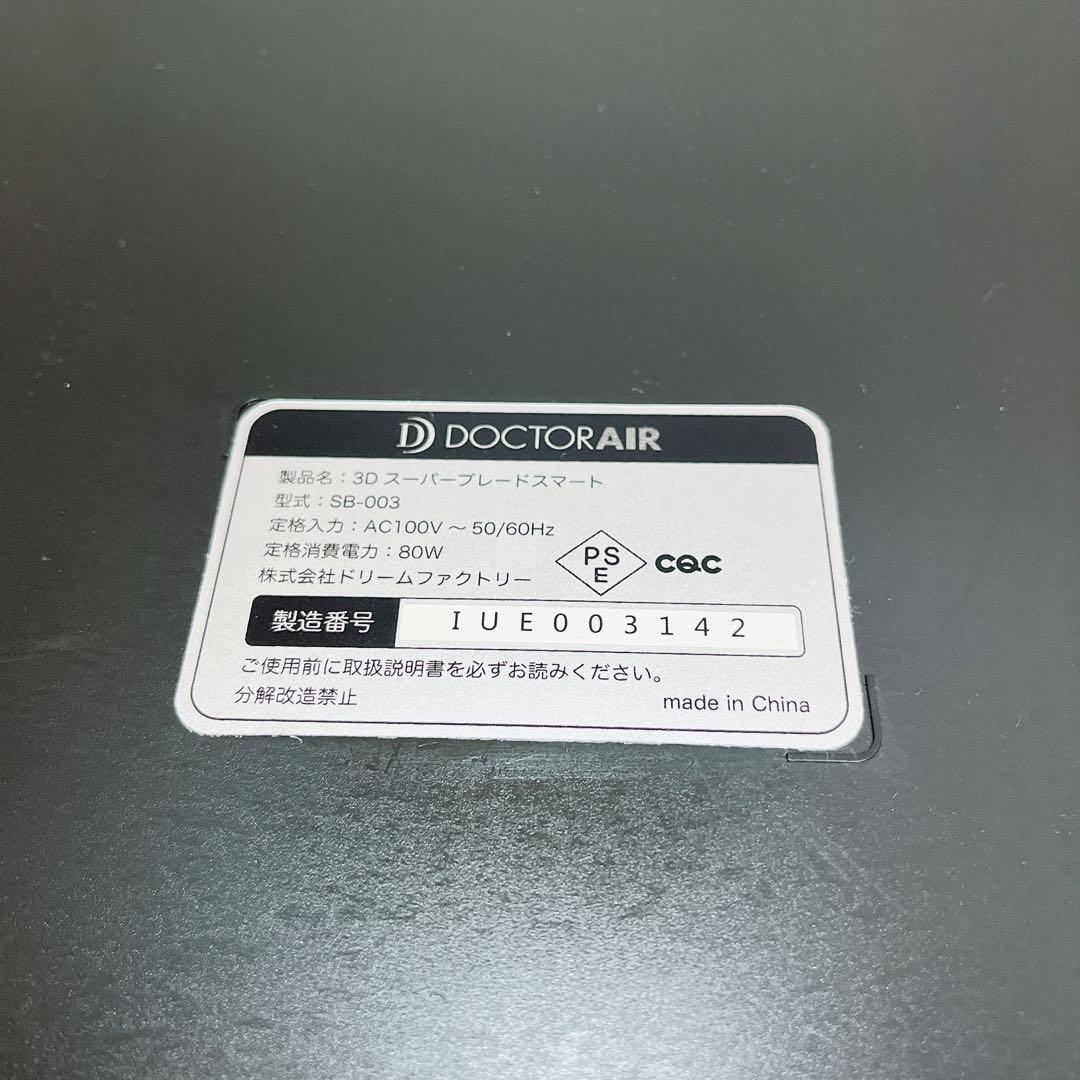 DOCTORAIR
製品名：3D スーパーブレードスマート
型式：SB-003
定格入力：AC100V ～ 50/60Hz
定格消費電力：80W
株式会社ドリームファクトリー
PSE
CQC
製造番号 IUE003142
ご使用前に取扱説明書を必ずお読みください。
分解改造禁止
made in China